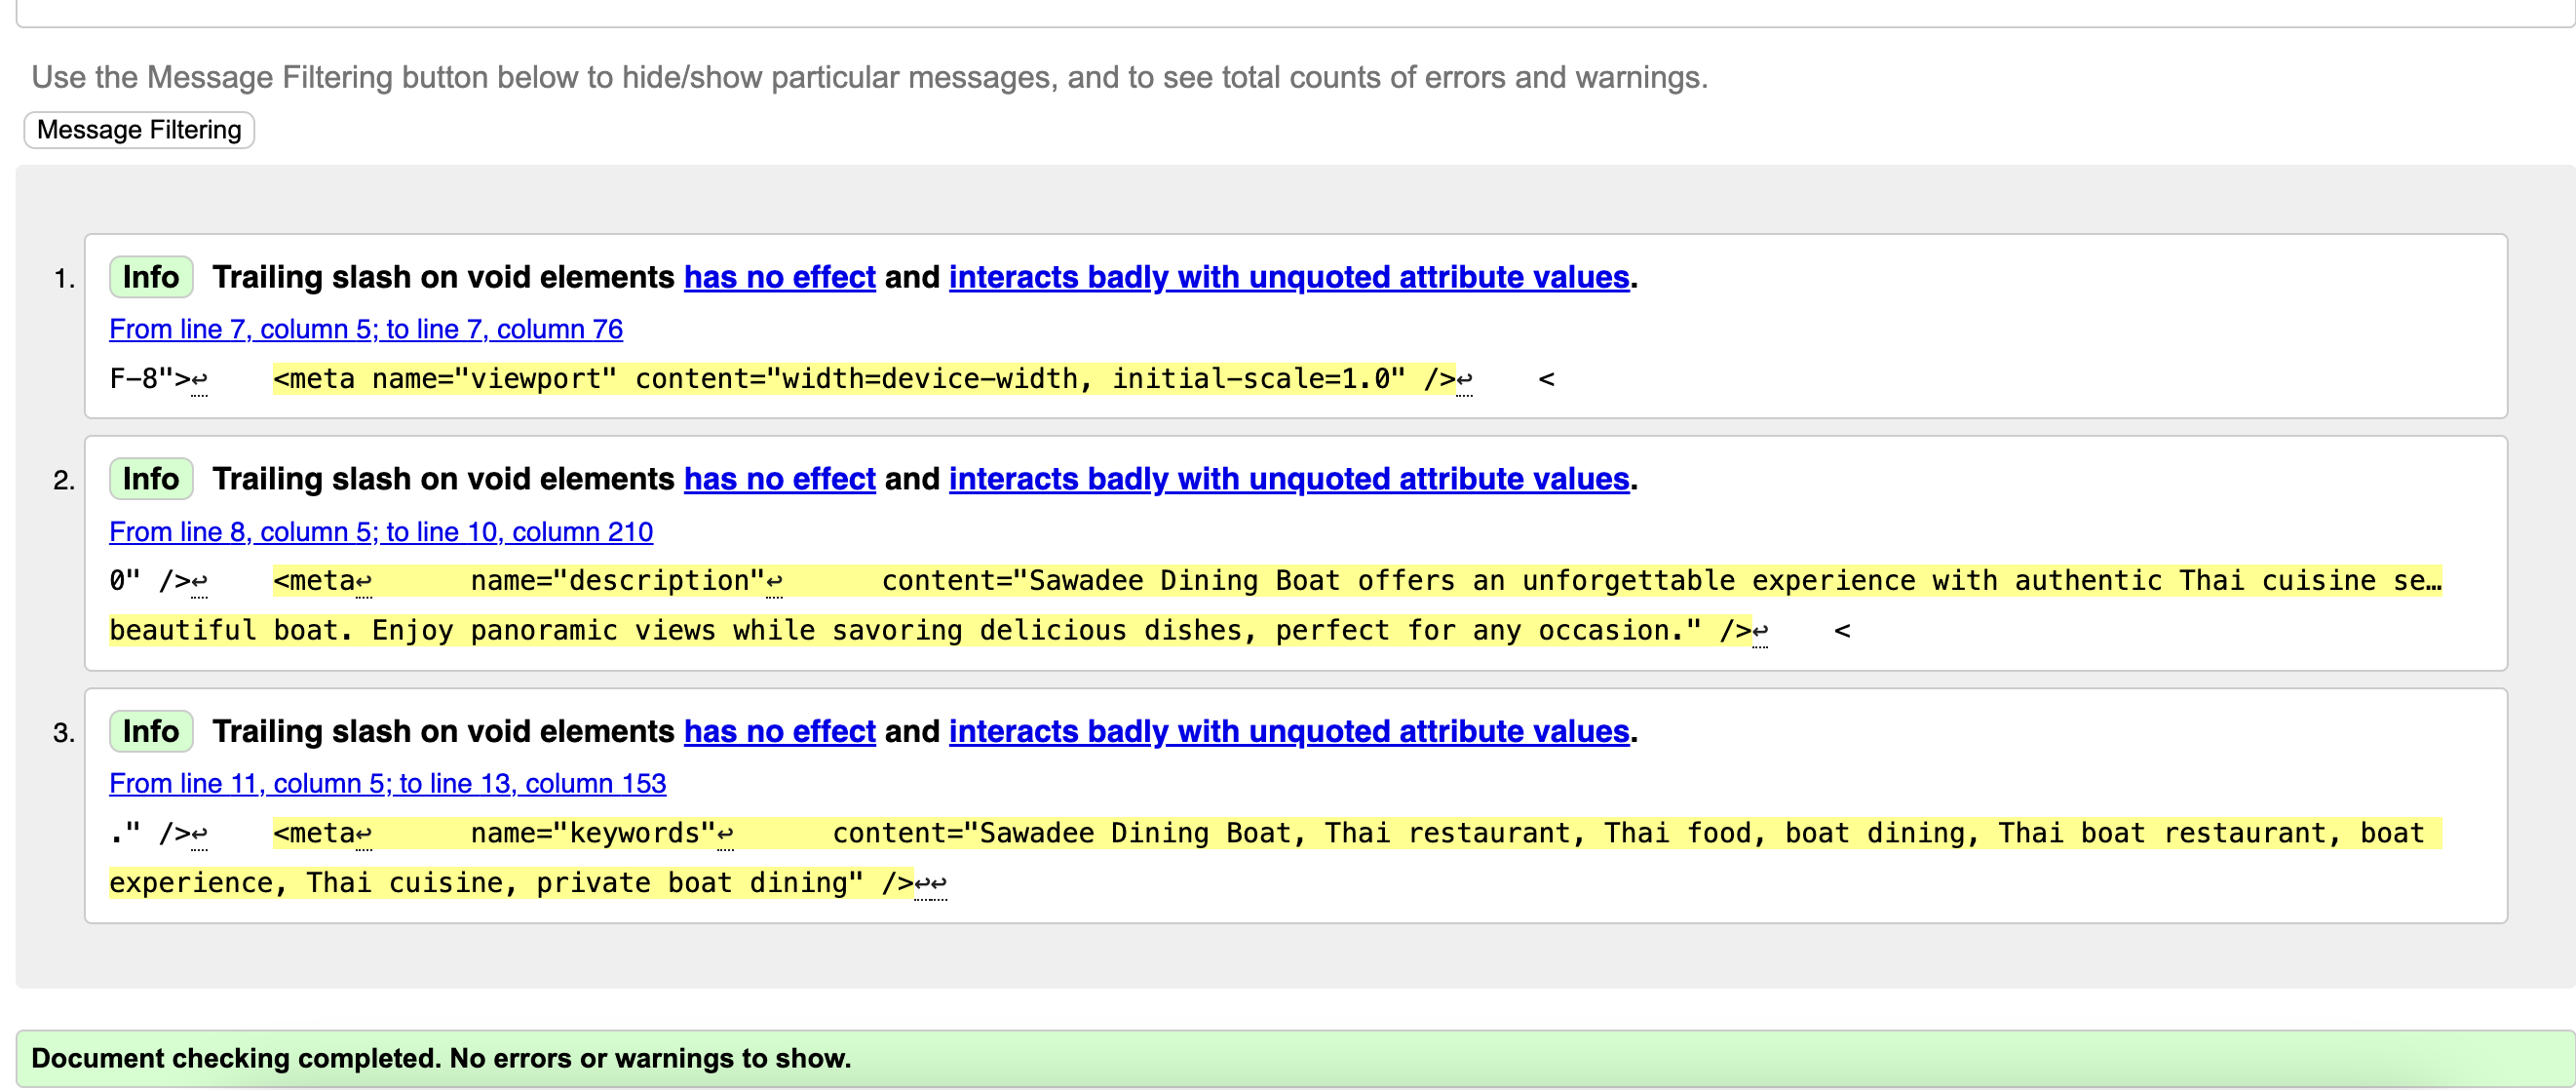 Use the Message Filtering button below to hide/show particular messages, and to see total counts of errors and warnings.
Message Filtering
1. Info Trailing slash on void elements has no effect and interacts badly with unquoted attribute values.
From line 7, column 5; to line 7, column 76
F-8">↩    <meta name="viewport" content="width=device-width, initial-scale=1.0" />↩    <
2. Info Trailing slash on void elements has no effect and interacts badly with unquoted attribute values.
From line 8, column 5; to line 10, column 210
0" />↩    <meta↩      name="description"↩      content="Sawadee Dining Boat offers an unforgettable experience with authentic Thai cuisine se…
beautiful boat. Enjoy panoramic views while savoring delicious dishes, perfect for any occasion." />↩    <
3. Info Trailing slash on void elements has no effect and interacts badly with unquoted attribute values.
From line 11, column 5; to line 13, column 153
." />↩    <meta↩      name="keywords"↩      content="Sawadee Dining Boat, Thai restaurant, Thai food, boat dining, Thai boat restaurant, boat
experience, Thai cuisine, private boat dining" />↩↩
Document checking completed. No errors or warnings to show.